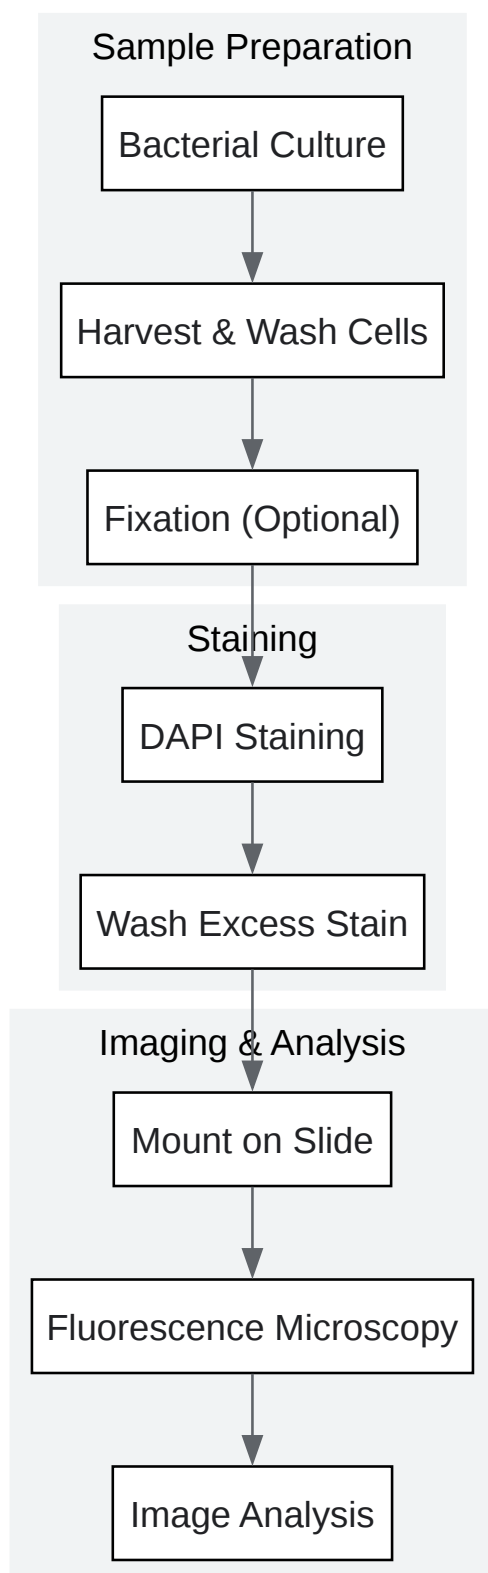 Sample Preparation
Bacterial Culture
Harvest & Wash Cells
Fixation (Optional)
Staining
DAPI Staining
Wash Excess Stain
Imaging & Analysis
Mount on Slide
Fluorescence Microscopy
Image Analysis